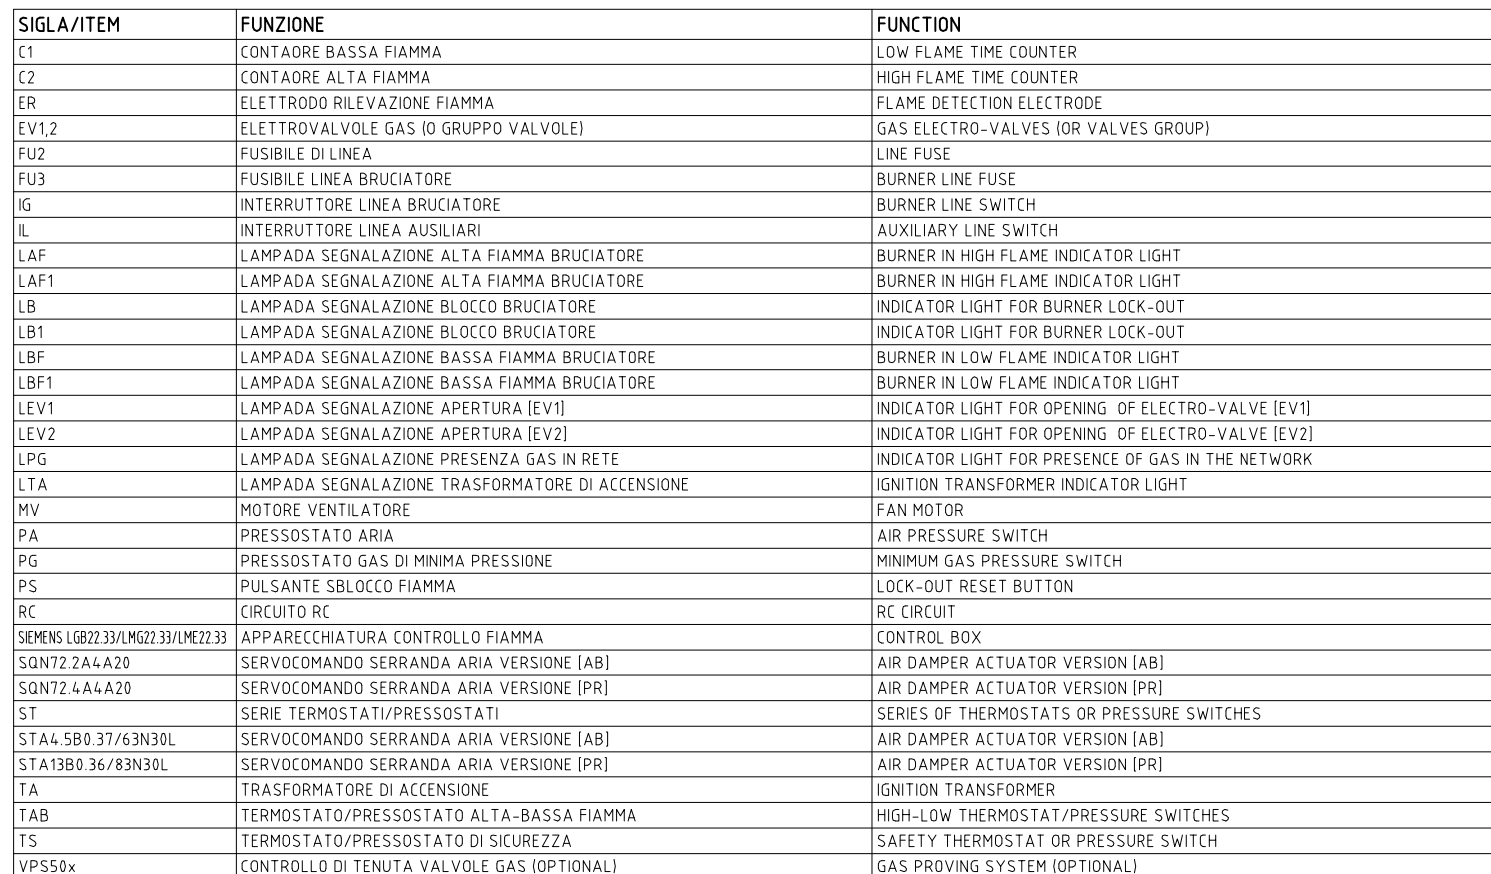 SIGLA/ITEM FUNZIONE FUNCTION
C1 CONTAORE BASSA FIAMMA LOW FLAME TIME COUNTER
C2 CONTAORE ALTA FIAMMA HIGH FLAME TIME COUNTER
ER ELETTRODO RILEVAZIONE FIAMMA FLAME DETECTION ELECTRODE
EV1,2 ELETTROVALVOLE GAS (O GRUPPO VALVOLE) GAS ELECTRO-VALVES (OR VALVES GROUP)
FU2 FUSIBILE DI LINEA LINE FUSE
FU3 FUSIBILE LINEA BRUCIATORE BURNER LINE FUSE
IG INTERRUTTORE LINEA BRUCIATORE BURNER LINE SWITCH
IL INTERRUTTORE LINEA AUSILIARI AUXILIARY LINE SWITCH
LAF LAMPADA SEGNALAZIONE ALTA FIAMMA BRUCIATORE BURNER IN HIGH FLAME INDICATOR LIGHT
LAF1 LAMPADA SEGNALAZIONE ALTA FIAMMA BRUCIATORE BURNER IN HIGH FLAME INDICATOR LIGHT
LB LAMPADA SEGNALAZIONE BLOCCO BRUCIATORE INDICATOR LIGHT FOR BURNER LOCK-OUT
LB1 LAMPADA SEGNALAZIONE BLOCCO BRUCIATORE INDICATOR LIGHT FOR BURNER LOCK-OUT
LBF LAMPADA SEGNALAZIONE BASSA FIAMMA BRUCIATORE BURNER IN LOW FLAME INDICATOR LIGHT
LBF1 LAMPADA SEGNALAZIONE BASSA FIAMMA BRUCIATORE BURNER IN LOW FLAME INDICATOR LIGHT
LEV1 LAMPADA SEGNALAZIONE APERTURA [EV1] INDICATOR LIGHT FOR OPENING OF ELECTRO-VALVE [EV1]
LEV2 LAMPADA SEGNALAZIONE APERTURA [EV2] INDICATOR LIGHT FOR OPENING OF ELECTRO-VALVE [EV2]
LPG LAMPADA SEGNALAZIONE PRESENZA GAS IN RETE INDICATOR LIGHT FOR PRESENCE OF GAS IN THE NETWORK
LTA LAMPADA SEGNALAZIONE TRASFORMATORE DI ACCENSIONE IGNITION TRANSFORMER INDICATOR LIGHT
MV MOTORE VENTILATORE FAN MOTOR
PA PRESSOSTATO ARIA AIR PRESSURE SWITCH
PG PRESSOSTATO GAS DI MINIMA PRESSIONE MINIMUM GAS PRESSURE SWITCH
PS PULSANTE SBLOCCO FIAMMA LOCK-OUT RESET BUTTON
RC CIRCUITO RC RC CIRCUIT
SIEMENS LGB22.33/LMG22.33/LME22.33 APPARECCHIATURA CONTROLLO FIAMMA CONTROL BOX
SQN72.2A4A20 SERVOCOMANDO SERRANDA ARIA VERSIONE [AB] AIR DAMPER ACTUATOR VERSION [AB]
SQN72.4A4A20 SERVOCOMANDO SERRANDA ARIA VERSIONE [PR] AIR DAMPER ACTUATOR VERSION [PR]
ST SERIE TERMOSTATI/PRESSOSTATI SERIES OF THERMOSTATS OR PRESSURE SWITCHES
STA4.5B0.37/63N30L SERVOCOMANDO SERRANDA ARIA VERSIONE [AB] AIR DAMPER ACTUATOR VERSION [AB]
STA13B0.36/83N30L SERVOCOMANDO SERRANDA ARIA VERSIONE [PR] AIR DAMPER ACTUATOR VERSION [PR]
TA TRASFORMATORE DI ACCENSIONE IGNITION TRANSFORMER
TAB TERMOSTATO/PRESSOSTATO ALTA-BASSA FIAMMA HIGH-LOW THERMOSTAT/PRESSURE SWITCHES
TS TERMOSTATO/PRESSOSTATO DI SICUREZZA SAFETY THERMOSTAT OR PRESSURE SWITCH
VPS50x CONTROLLO DI TENUTA VALVOLE GAS (OPTIONAL) GAS PROVING SYSTEM (OPTIONAL)